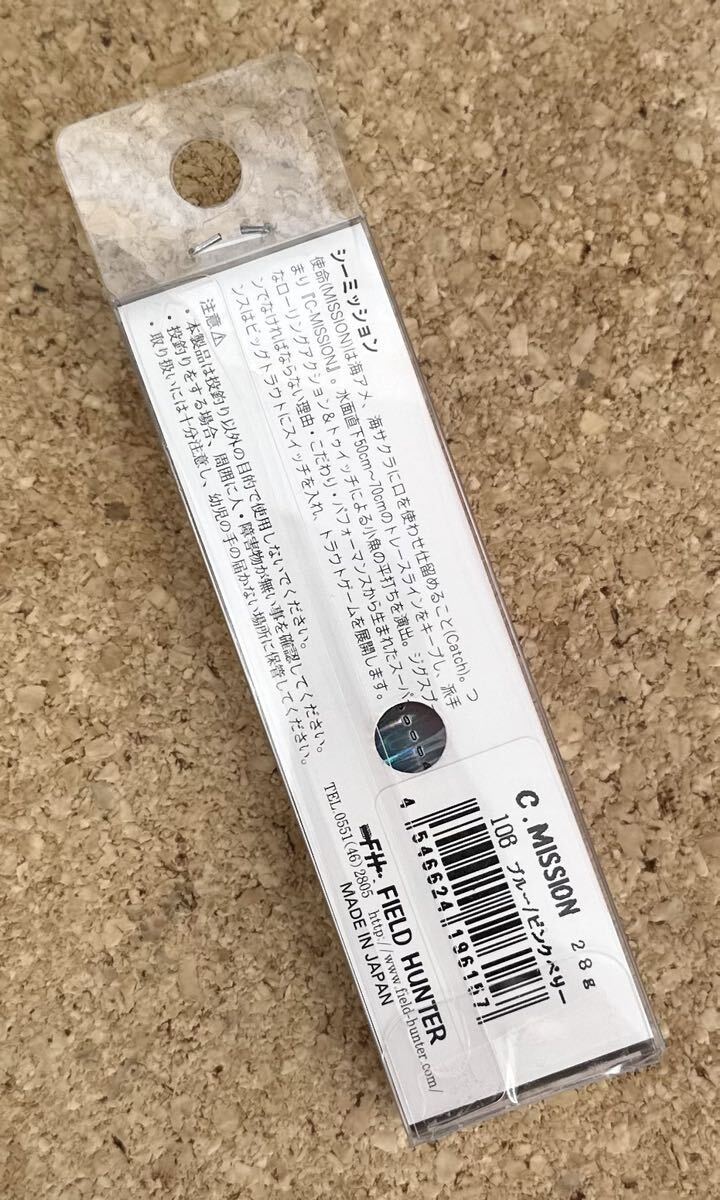 シーミッション
使命(MISSION)は海アメ、海サクラに口を使わせ仕留めること(Catch)。つ
まり『C-MISSION』。水面直下50cm~70cmのトレースラインをキープし、派手
なローリングアクション&トゥイッチによる小魚の平打ちを演出。ジグスプ
ンでなければならない理由・こだわり・パフォーマンスから生まれたスーパ
ンスはビックトラウトにスイッチを入れ、トラウトゲームを展開します。
注意⚠
・本製品は投釣り以外の目的で使用しないでください。
・投釣りをする場合、周囲に人・障害物が無い事を確認してください。
・取り扱いには十分注意し、幼児の手の届かない場所に保管してください。
C.MISSION 28g
10B ブルー/ピンクベリー
4 546624 196157
FH. FIELD HUNTER
TEL.0551(46)2805 http://www.field-hunter.com/
MADE IN JAPAN